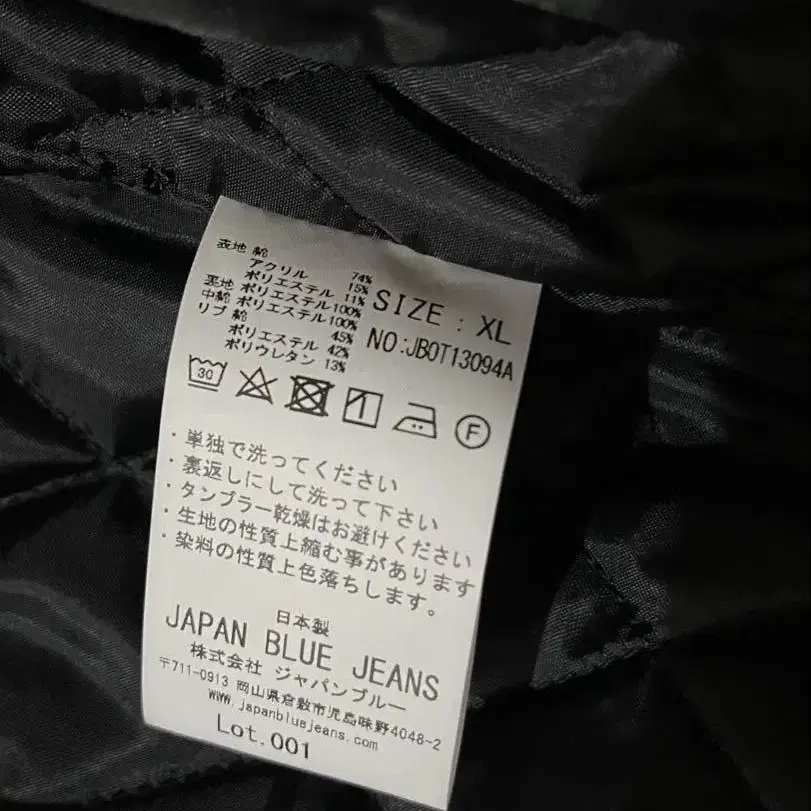 表地 綿 74%
アクリル 15%
ポリエステル 11%
裏地 ポリエステル100%
中綿 ポリエステル100%
リブ 綿 45%
ポリエステル 42%
ポリウレタン 13%
SIZE : XL
NO:JBOT13094A
30
F
・単独で洗ってください
・裏返しにして洗って下さい
・タンブラー乾燥はお避けください
・生地の性質上縮む事があります
・染料の性質上色落ちします。
日本製
JAPAN BLUE JEANS
株式会社 ジャパンブルー
〒711-0913 岡山県倉敷市児島味野4048-2
www.japanbluejeans.com
Lot.001